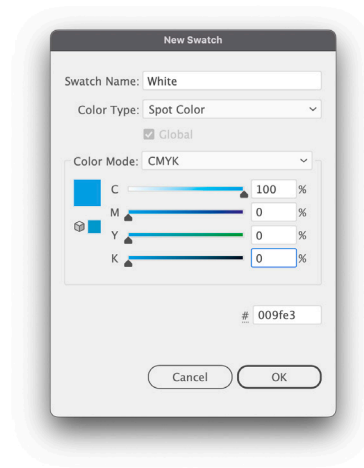 New Swatch
Swatch Name: White
Color Type: Spot Color
Global
Color Mode: CMYK
C 100 %
M 0 %
Y 0 %
K 0 %
# 009fe3
Cancel OK